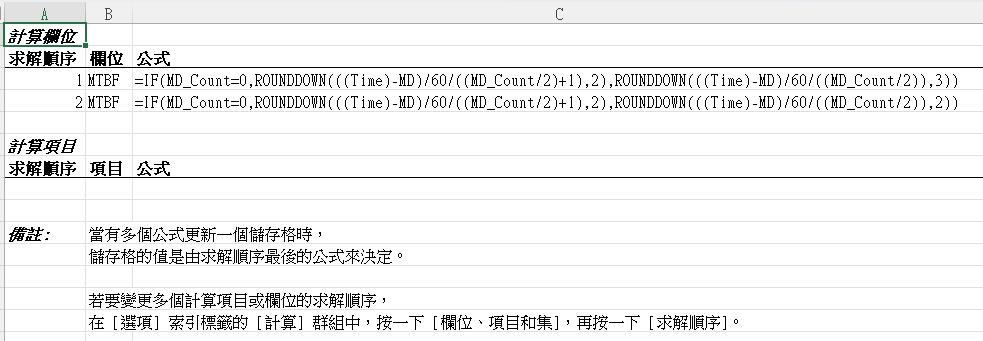 A B C
計算欄位
求解順序 欄位 公式
1 MTBF =IF(MD_Count=0,ROUNDDOWN(((Time)-MD)/60/((MD_Count/2)+1),2),ROUNDDOWN(((Time)-MD)/60/((MD_Count/2)),3))
2 MTBF =IF(MD_Count=0,ROUNDDOWN(((Time)-MD)/60/((MD_Count/2)+1),2),ROUNDDOWN(((Time)-MD)/60/((MD_Count/2)),2))
計算項目
求解順序 項目 公式
備註: 當有多個公式更新一個儲存格時，
儲存格的值是由求解順序最後的公式來決定。
若要變更多個計算項目或欄位的求解順序，
在 [選項] 索引標籤的 [計算] 群組中，按一下 [欄位、項目和集]，再按一下 [求解順序]。